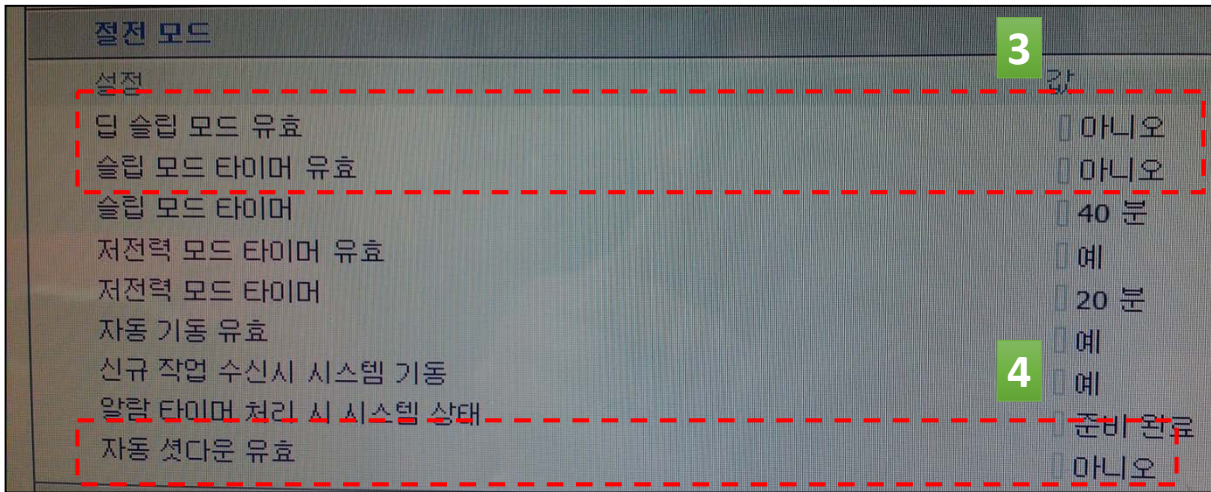 절전 모드
3
설정 값
딥 슬립 모드 유효 아니오
슬립 모드 타이머 유효 아니오
슬립 모드 타이머 40 분
저전력 모드 타이머 유효 예
저전력 모드 타이머 20 분
자동 기동 유효 예
신규 작업 수신시 시스템 기동 예
4
알람 타이머 처리 시 시스템 상태 준비 완료
자동 셧다운 유효 아니오